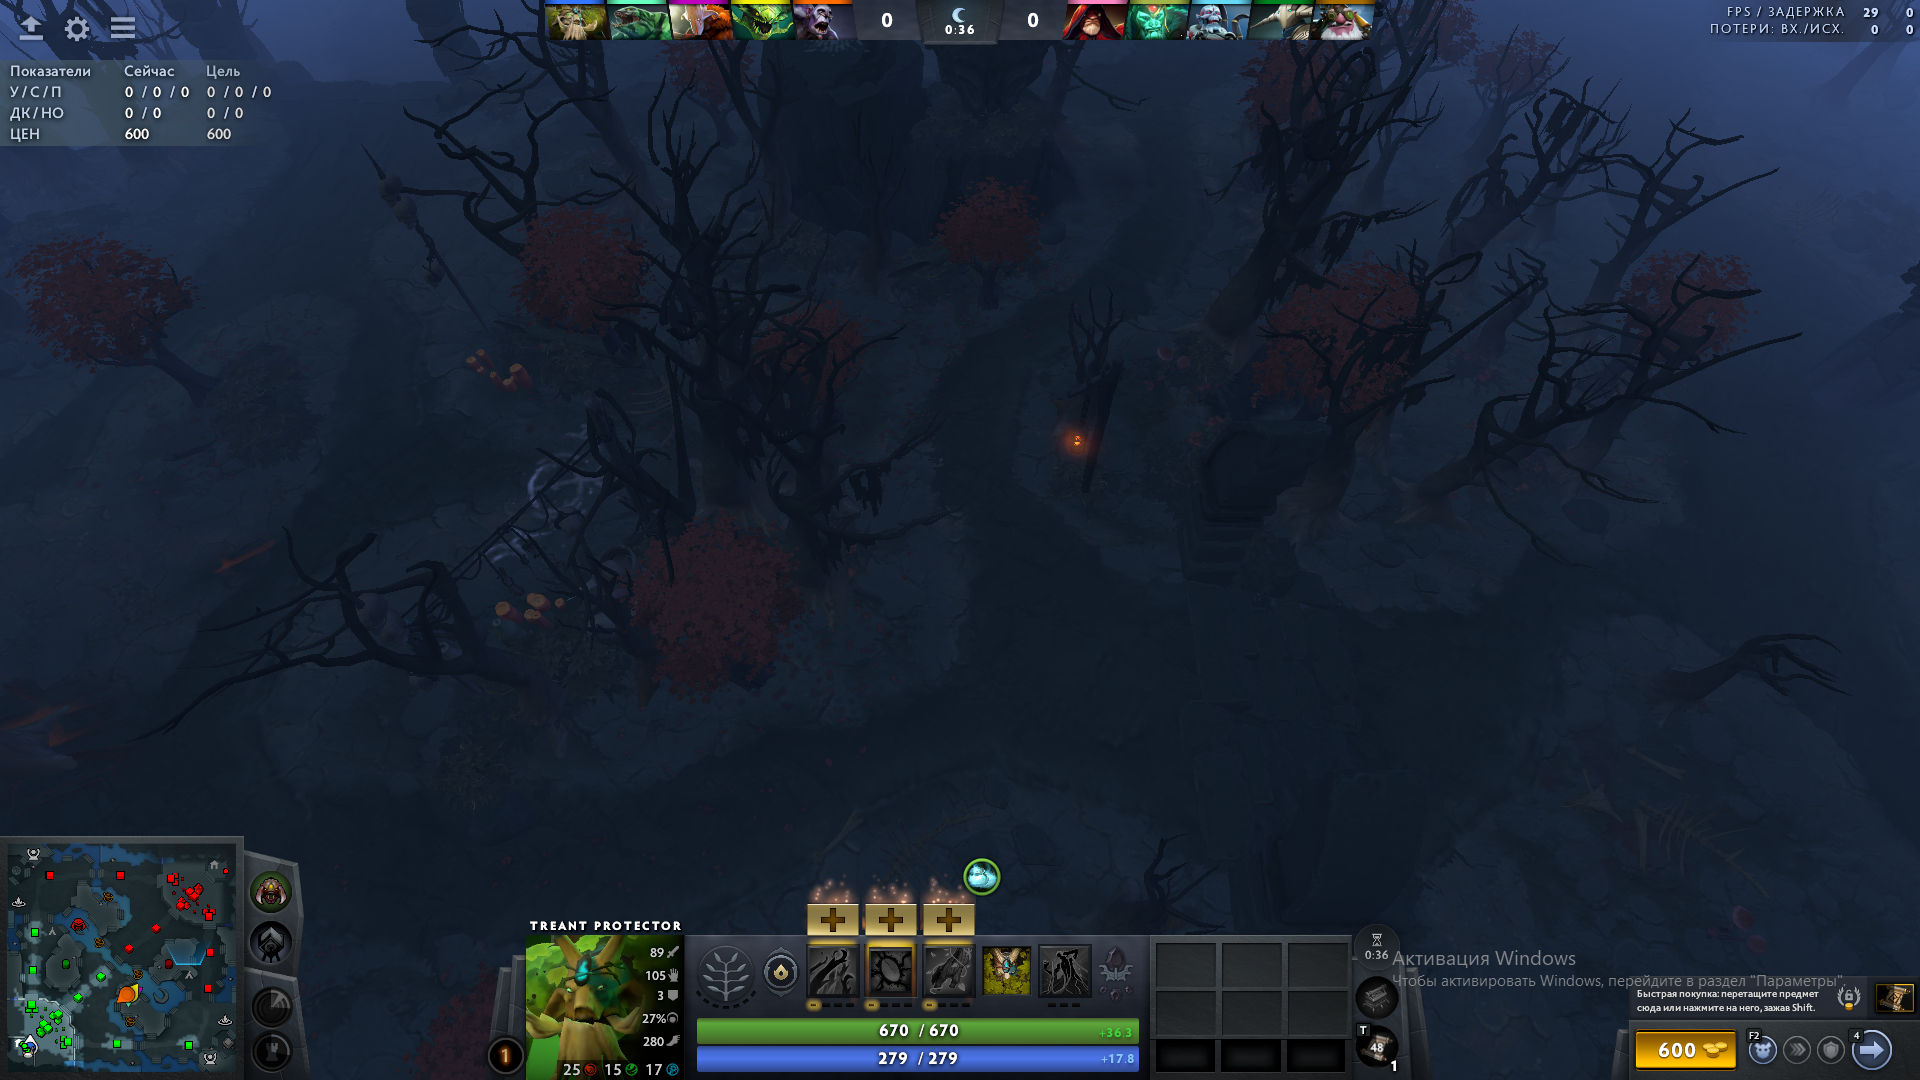 0
0:36
0
FPS / ЗАДЕРЖКА 29 0
ПОТЕРИ: ВХ./ИСХ. 0 0
Показатели Сейчас Цель
У/С/П 0 / 0 / 0 0 / 0 / 0
ДК/НО 0 / 0 0 / 0
ЦЕН 600 600
TREANT PROTECTOR
89
105
3
27%
280
25 15 17
1
670 / 670 +36.3
279 / 279 +17.8
0:36
T
48
1
Активация Windows
Чтобы активировать Windows, перейдите в раздел "Параметры".
Быстрая покупка: перетащите предмет
сюда или нажмите на него, зажав Shift.
600
F2
4